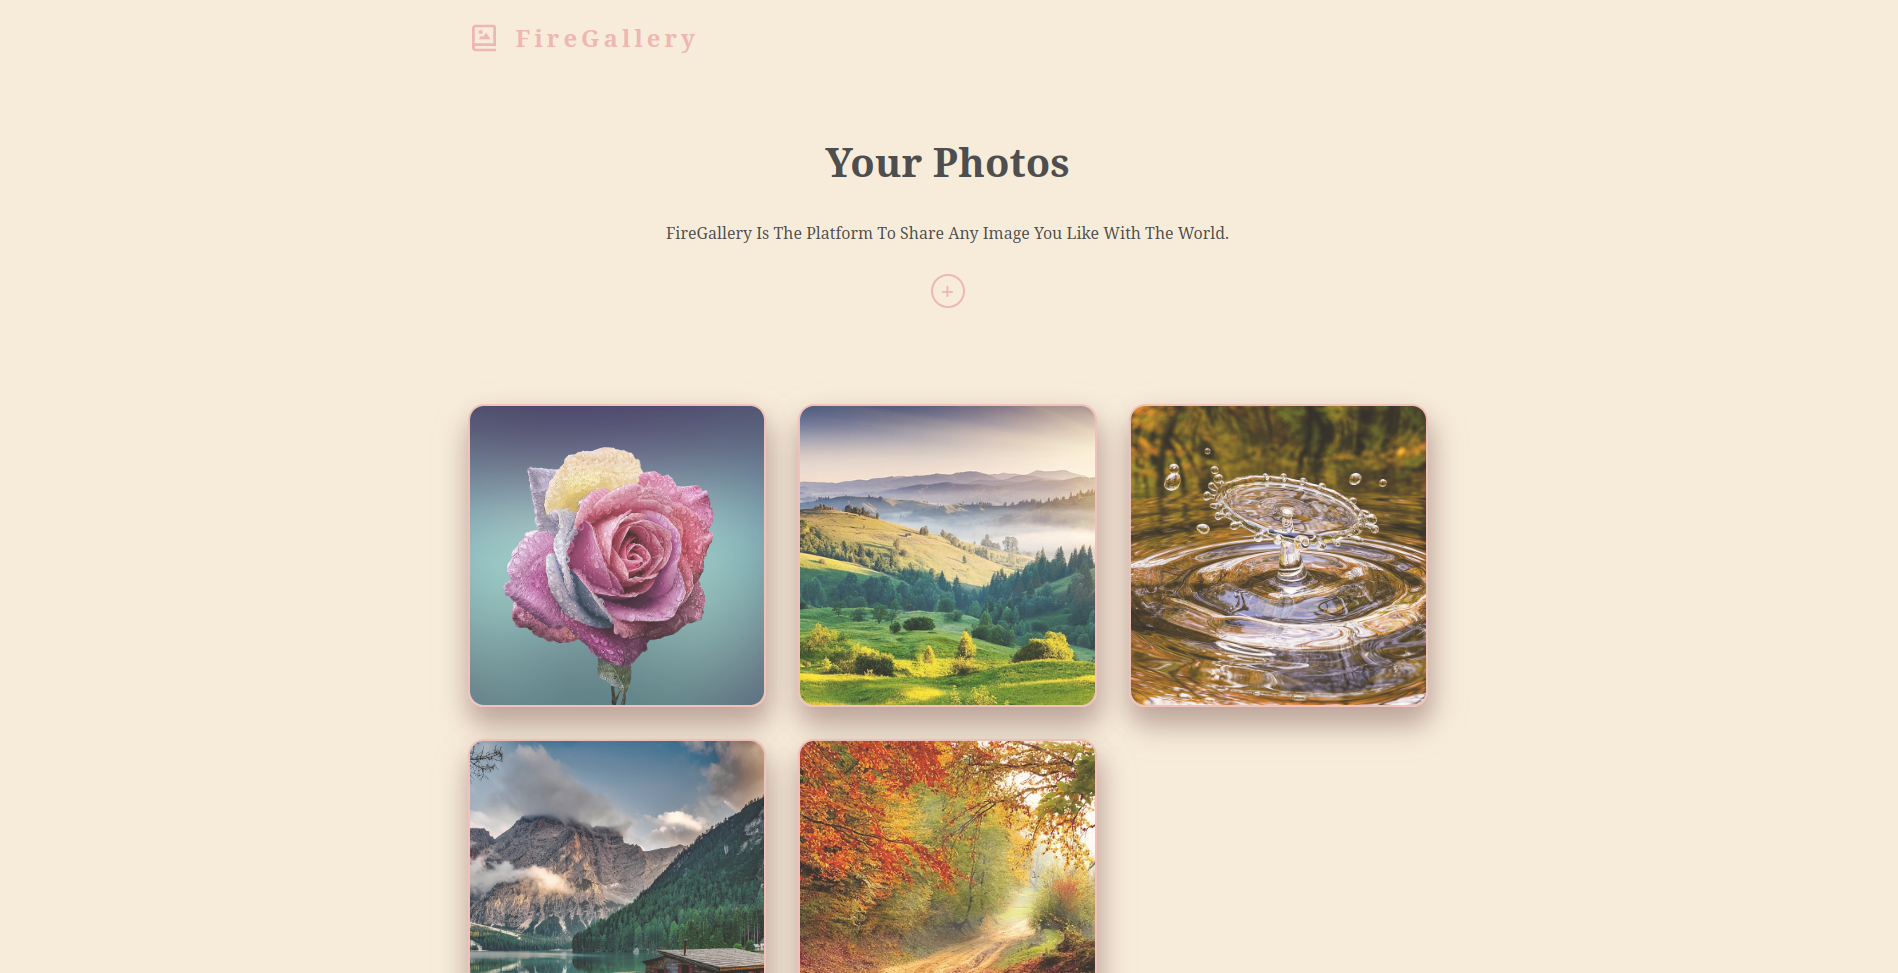 FireGallery
Your Photos
FireGallery Is The Platform To Share Any Image You Like With The World.
+